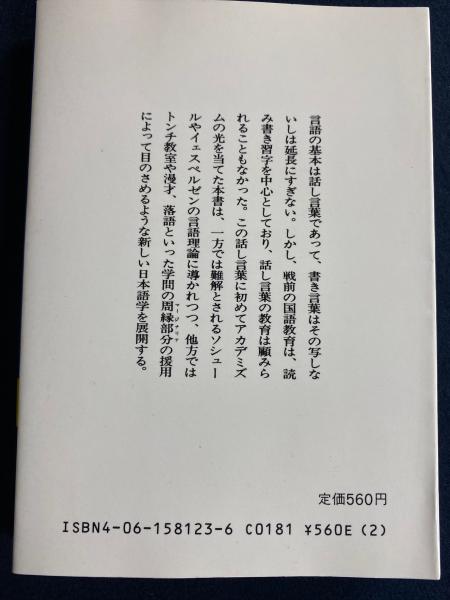 言語の基本は話し言葉であって、書き言葉はその写しな
いしは延長にすぎない。しかし、戦前の国語教育は、読
み書き習字を中心としており、話し言葉の教育は顧みら
れることもなかった。この話し言葉に初めてアカデミズ
ムの光を当てた本書は、一方では難解とされるソシュー
ルやイェスペルゼンの言語理論に導かれつつ、他方では
トンチ教室や漫才、落語といった学問の周縁部分の援用
マージナリア
によって目のさめるような新しい日本語学を展開する。
定価560円
ISBN4-06-158123-6 C0181 ¥560E (2)